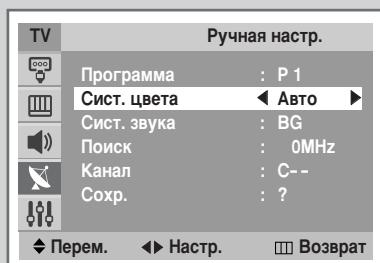 TV Ручная настр.
Программа : P 1
Сист. цвета ◀ Авто ▶
Сист. звука : BG
Поиск : 0MHz
Канал : C--
Сохр. : ?
Перем. Настр. Возврат